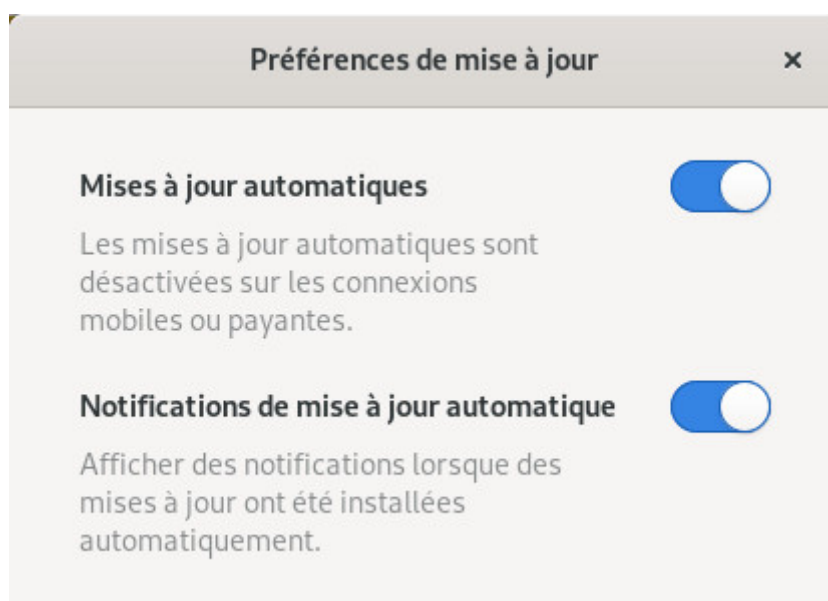 Préférences de mise à jour
Mises à jour automatiques
Les mises à jour automatiques sont
désactivées sur les connexions
mobiles ou payantes.
Notifications de mise à jour automatique
Afficher des notifications lorsque des
mises à jour ont été installées
automatiquement.